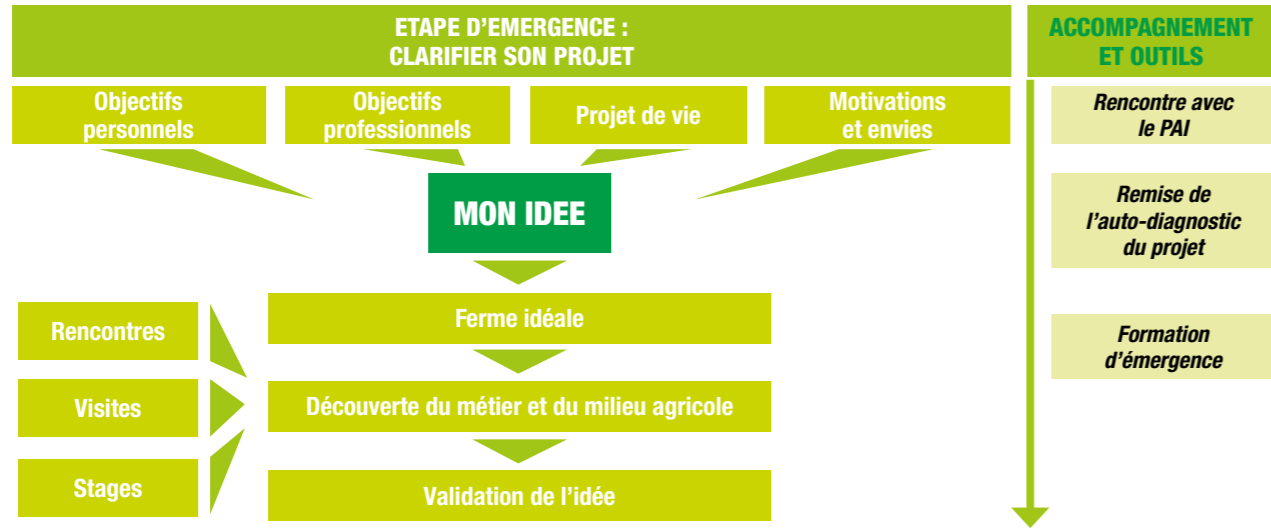 ETAPE D'EMERGENCE :
CLARIFIER SON PROJET
ACCOMPAGNEMENT
ET OUTILS
Objectifs
personnels
Objectifs
professionnels
Projet de vie
Motivations
et envies
Rencontre avec
le PAI
MON IDEE
Remise de
l'auto-diagnostic
du projet
Rencontres
Ferme idéale
Formation
d'émergence
Visites
Découverte du métier et du milieu agricole
Stages
Validation de l'idée